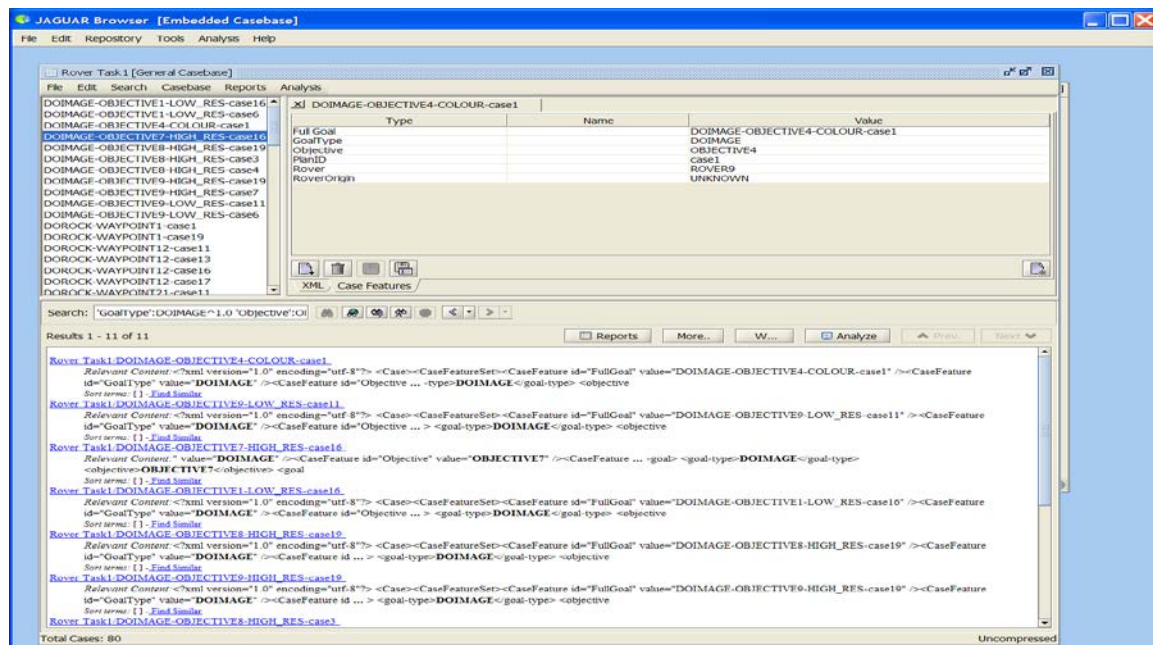 JAGUAR Browser [Embedded Casebase]
File Edit Repository Tools Analysis Help
Rover Task1 [General Casebase]
File Edit Search Casebase Reports Analysis
DOIMAGE-OBJECTIVE1-LOW_RES-case16
DOIMAGE-OBJECTIVE1-LOW_RES-case6
DOIMAGE-OBJECTIVE4-COLOUR-case1
DOIMAGE-OBJECTIVE7-HIGH_RES-case16
DOIMAGE-OBJECTIVE8-HIGH_RES-case19
DOIMAGE-OBJECTIVE8-HIGH_RES-case3
DOIMAGE-OBJECTIVE8-HIGH_RES-case4
DOIMAGE-OBJECTIVE9-HIGH_RES-case19
DOIMAGE-OBJECTIVE9-HIGH_RES-case7
DOIMAGE-OBJECTIVE9-LOW_RES-case11
DOIMAGE-OBJECTIVE9-LOW_RES-case6
DOROCK-WAYPOINT1-case1
DOROCK-WAYPOINT1-case19
DOROCK-WAYPOINT12-case11
DOROCK-WAYPOINT12-case13
DOROCK-WAYPOINT12-case16
DOROCK-WAYPOINT12-case17
DOROCK-WAYPOINT21-case11
DOIMAGE-OBJECTIVE4-COLOUR-case1
Type Name Value
Full Goal DOIMAGE-OBJECTIVE4-COLOUR-case1
GoalType DOIMAGE
Objective OBJECTIVE4
PlanID case1
Rover ROVER9
RoverOrigin UNKNOWN
XML Case Features
Search: 'GoalType':DOIMAGE^1.0 'Objective':O
Results 1 - 11 of 11 Reports More.. W... Analyze Prev. Next
Rover Task1/DOIMAGE-OBJECTIVE4-COLOUR-case1
Relevant Content:<?xml version="1.0" encoding="utf-8"?> <Case><CaseFeatureSet><CaseFeature id="FullGoal" value="DOIMAGE-OBJECTIVE4-COLOUR-case1" /><CaseFeature
id="GoalType" value="DOIMAGE" /><CaseFeature id="Objective ... -type>DOIMAGE</goal-type> <objective
Sort terms: [ ] - Find Similar
Rover Task1/DOIMAGE-OBJECTIVE9-LOW_RES-case11
Relevant Content:<?xml version="1.0" encoding="utf-8"?> <Case><CaseFeatureSet><CaseFeature id="FullGoal" value="DOIMAGE-OBJECTIVE9-LOW_RES-case11" /><CaseFeature
id="GoalType" value="DOIMAGE" /><CaseFeature id="Objective ... > <goal-type>DOIMAGE</goal-type> <objective
Sort terms: [ ] - Find Similar
Rover Task1/DOIMAGE-OBJECTIVE7-HIGH_RES-case16
Relevant Content:" value="DOIMAGE" /><CaseFeature id="Objective" value="OBJECTIVE7" /><CaseFeature ... -goal> <goal-type>DOIMAGE</goal-type>
<objective>OBJECTIVE7</objective> <goal
Sort terms: [ ] - Find Similar
Rover Task1/DOIMAGE-OBJECTIVE1-LOW_RES-case16
Relevant Content:<?xml version="1.0" encoding="utf-8"?> <Case><CaseFeatureSet><CaseFeature id="FullGoal" value="DOIMAGE-OBJECTIVE1-LOW_RES-case16" /><CaseFeature
id="GoalType" value="DOIMAGE" /><CaseFeature id="Objective ... > <goal-type>DOIMAGE</goal-type> <objective
Sort terms: [ ] - Find Similar
Rover Task1/DOIMAGE-OBJECTIVE8-HIGH_RES-case19
Relevant Content:<?xml version="1.0" encoding="utf-8"?> <Case><CaseFeatureSet><CaseFeature id="FullGoal" value="DOIMAGE-OBJECTIVE8-HIGH_RES-case19" /><CaseFeature
id="GoalType" value="DOIMAGE" /><CaseFeature id ... > <goal-type>DOIMAGE</goal-type> <objective
Sort terms: [ ] - Find Similar
Rover Task1/DOIMAGE-OBJECTIVE9-HIGH_RES-case19
Relevant Content:<?xml version="1.0" encoding="utf-8"?> <Case><CaseFeatureSet><CaseFeature id="FullGoal" value="DOIMAGE-OBJECTIVE9-HIGH_RES-case19" /><CaseFeature
id="GoalType" value="DOIMAGE" /><CaseFeature id ... > <goal-type>DOIMAGE</goal-type> <objective
Sort terms: [ ] - Find Similar
Rover Task1/DOIMAGE-OBJECTIVE8-HIGH_RES-case3
Total Cases: 80 Uncompressed